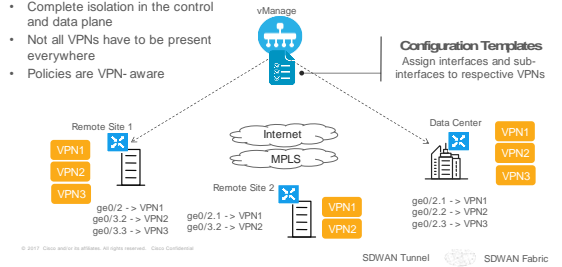 • Complete isolation in the control
and data plane
• Not all VPNs have to be present
everywhere
• Policies are VPN- aware
vManage
Configuration Templates
Assign interfaces and sub-
interfaces to respective VPNs
Remote Site 1
VPN1
VPN2
VPN3
ge0/2 -> VPN1
ge0/3.2 -> VPN2
ge0/3.3 -> VPN3
Internet
MPLS
Remote Site 2
ge0/2.1 -> VPN1
ge0/3.2 -> VPN2
VPN1
VPN2
Data Center
VPN1
VPN2
VPN3
ge0/2.1 -> VPN1
ge0/2.2 -> VPN2
ge0/2.3 -> VPN3
© 2017 Cisco and/or its affiliates. All rights reserved. Cisco Confidential
SDWAN Tunnel
SDWAN Fabric